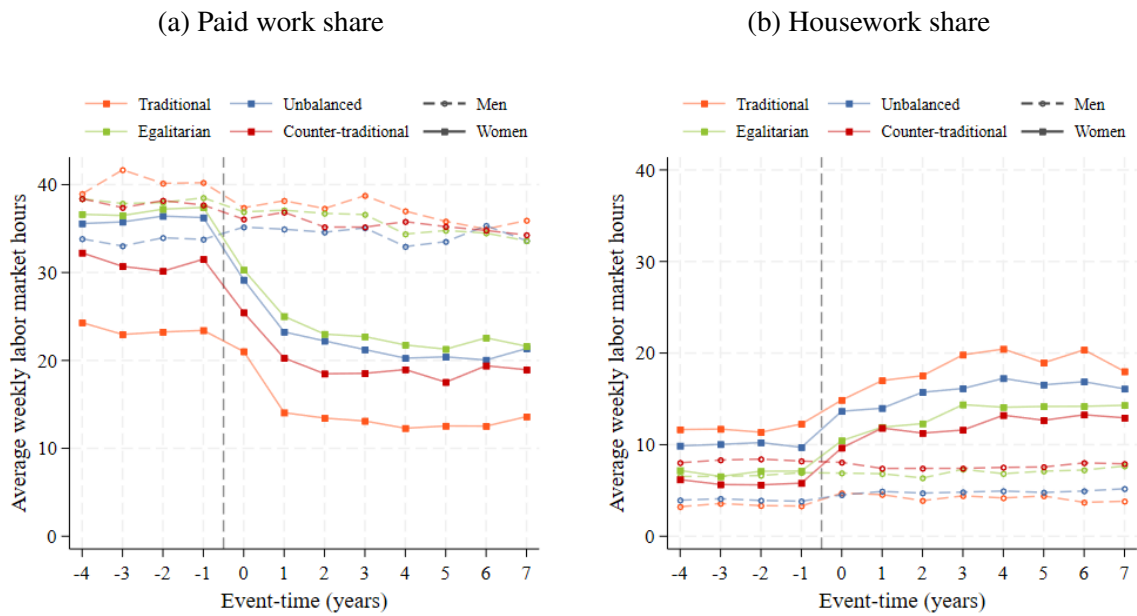 (a) Paid work share
Traditional Unbalanced Men
Egalitarian Counter-traditional Women
Average weekly labor market hours
40
30
20
10
0
-4 -3 -2 -1 0 1 2 3 4 5 6 7
Event-time (years)
(b) Housework share
Traditional Unbalanced Men
Egalitarian Counter-traditional Women
Average weekly labor market hours
40
30
20
10
0
-4 -3 -2 -1 0 1 2 3 4 5 6 7
Event-time (years)